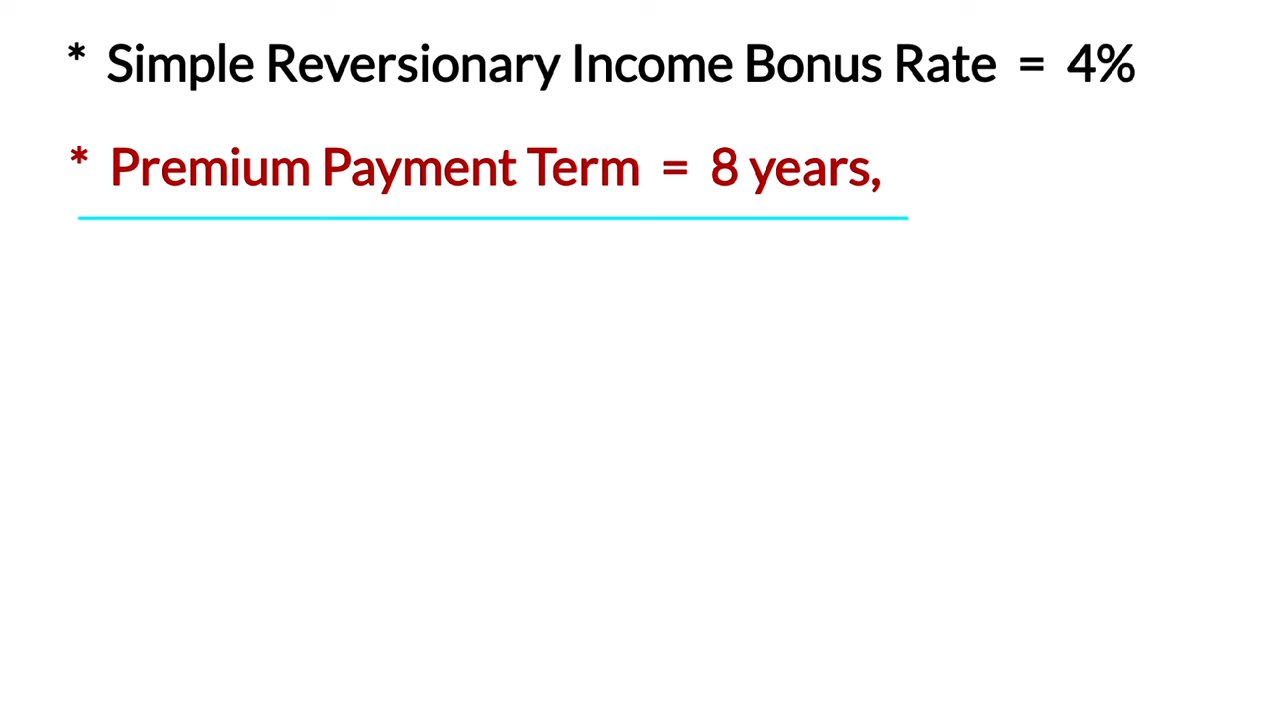 * Simple Reversionary Income Bonus Rate = 4%
* Premium Payment Term = 8 years,